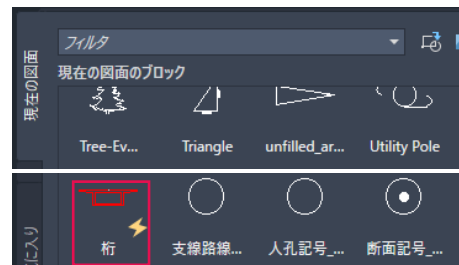 フィルタ
現在の図面
現在の図面のブロック
Tree-Ev... Triangle unfilled_ar... Utility Pole
に入り
桁 支線路線... 人孔記号_... 断面記号_...